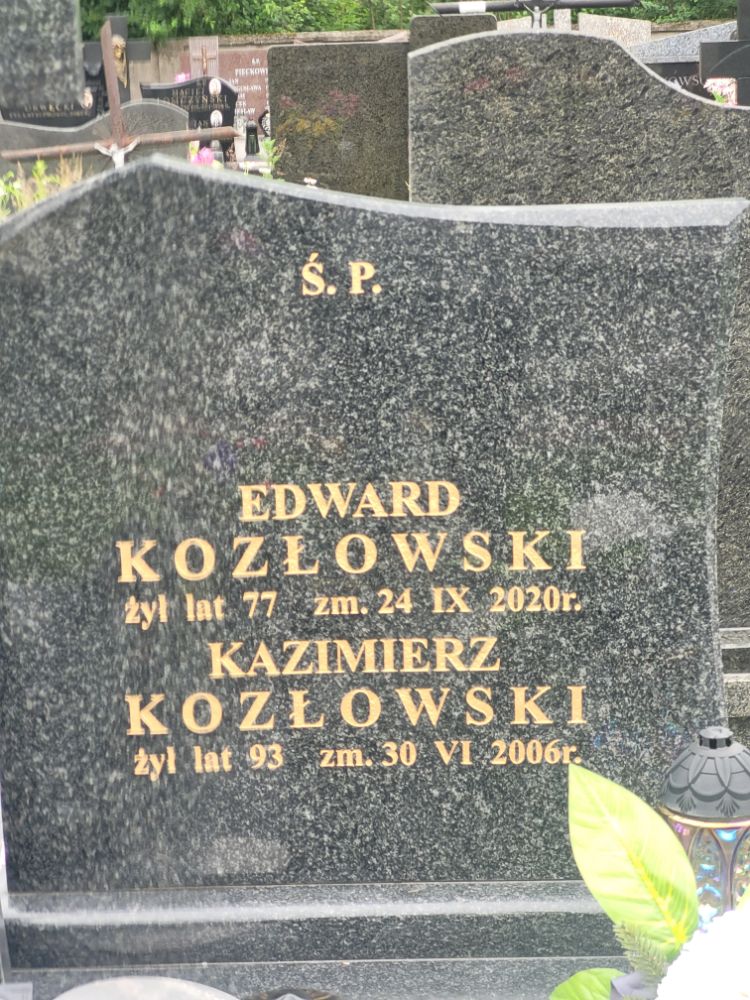 Ś. P.
EDWARD
KOZŁOWSKI
żył lat 77 zm. 24 IX 2020r.
KAZIMIERZ
KOZŁOWSKI
żył lat 93 zm. 30 VI 2006r.